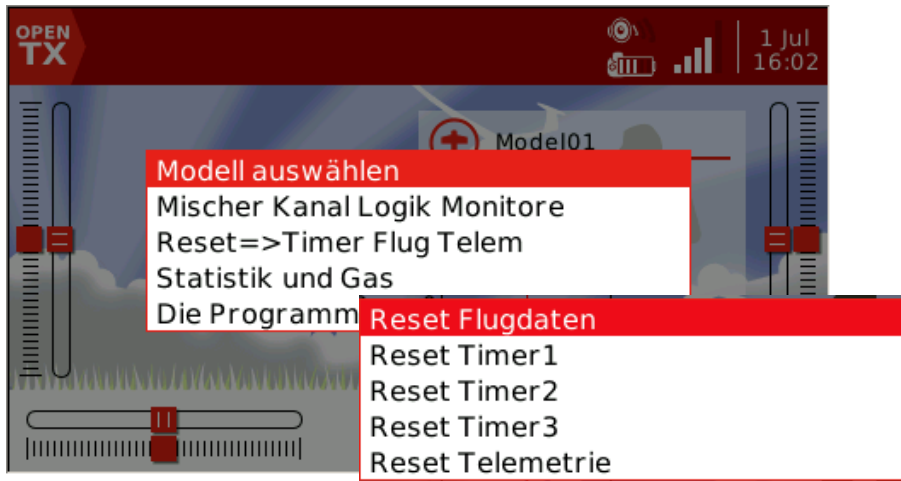 OPEN
TX
1 Jul
16:02
Model01
Modell auswählen
Mischer Kanal Logik Monitore
Reset=>Timer Flug Telem
Statistik und Gas
Die Programm
Reset Flugdaten
Reset Timer1
Reset Timer2
Reset Timer3
Reset Telemetrie